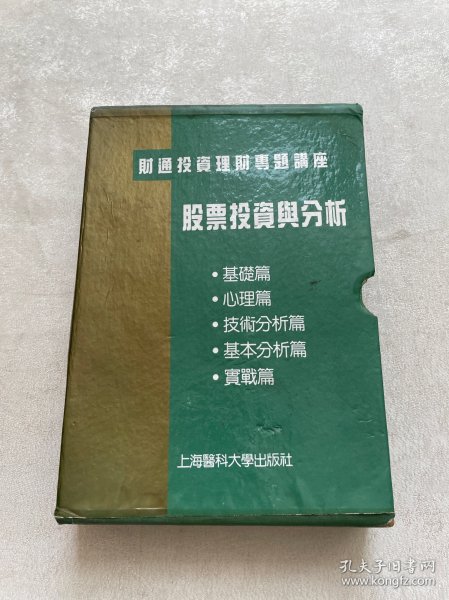 財通投資理財專題講座
股票投資與分析
•基礎篇
•心理篇
•技術分析篇
•基本分析篇
•實戰篇
上海醫科大學出版社
孔夫子旧书网
www.kongfz.com